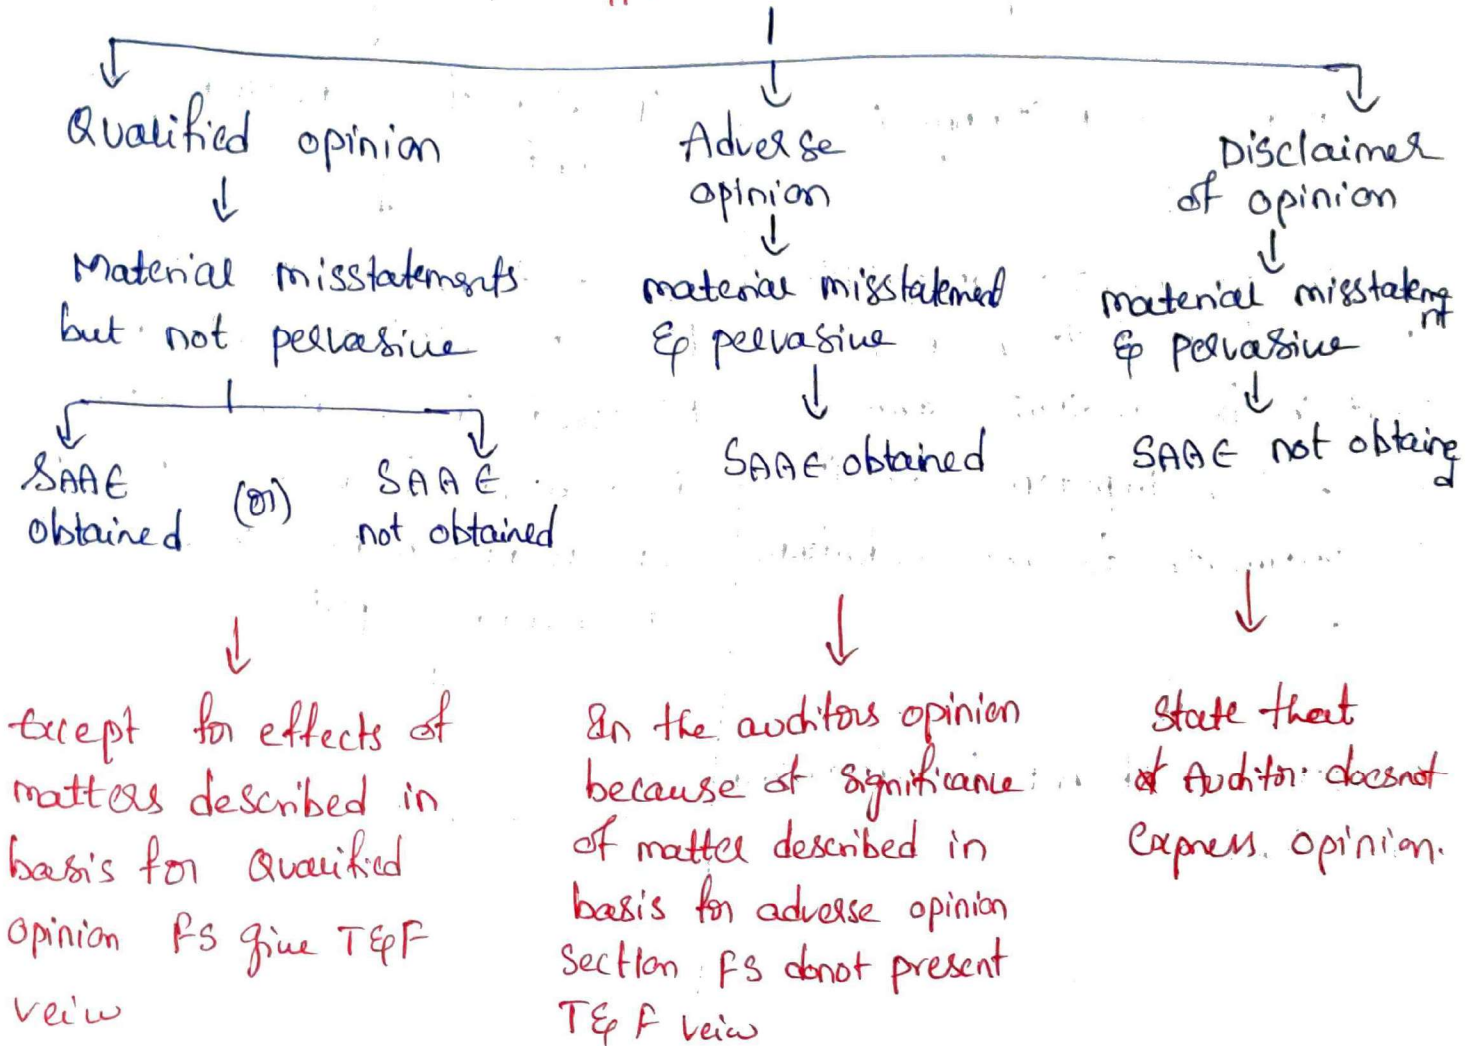 Qualified opinion
↓
Material misstatements
but not pervasive
SAAE
obtained
(or)
SAAE
not obtained
↓
Except for effects of
matters described in
basis for Qualified
opinion FS give T&F
veiw
Adverse
opinion
↓
material misstatement
& pervasive
↓
SAAE obtained
↓
In the auditors opinion
because of significance
of matter described in
basis for adverse opinion
Section FS donot present
T & F veiw
Disclaimer
of opinion
↓
material misstatement
& pervasive
↓
SAAE not obtained
↓
State that
Auditor doesnot
express opinion.